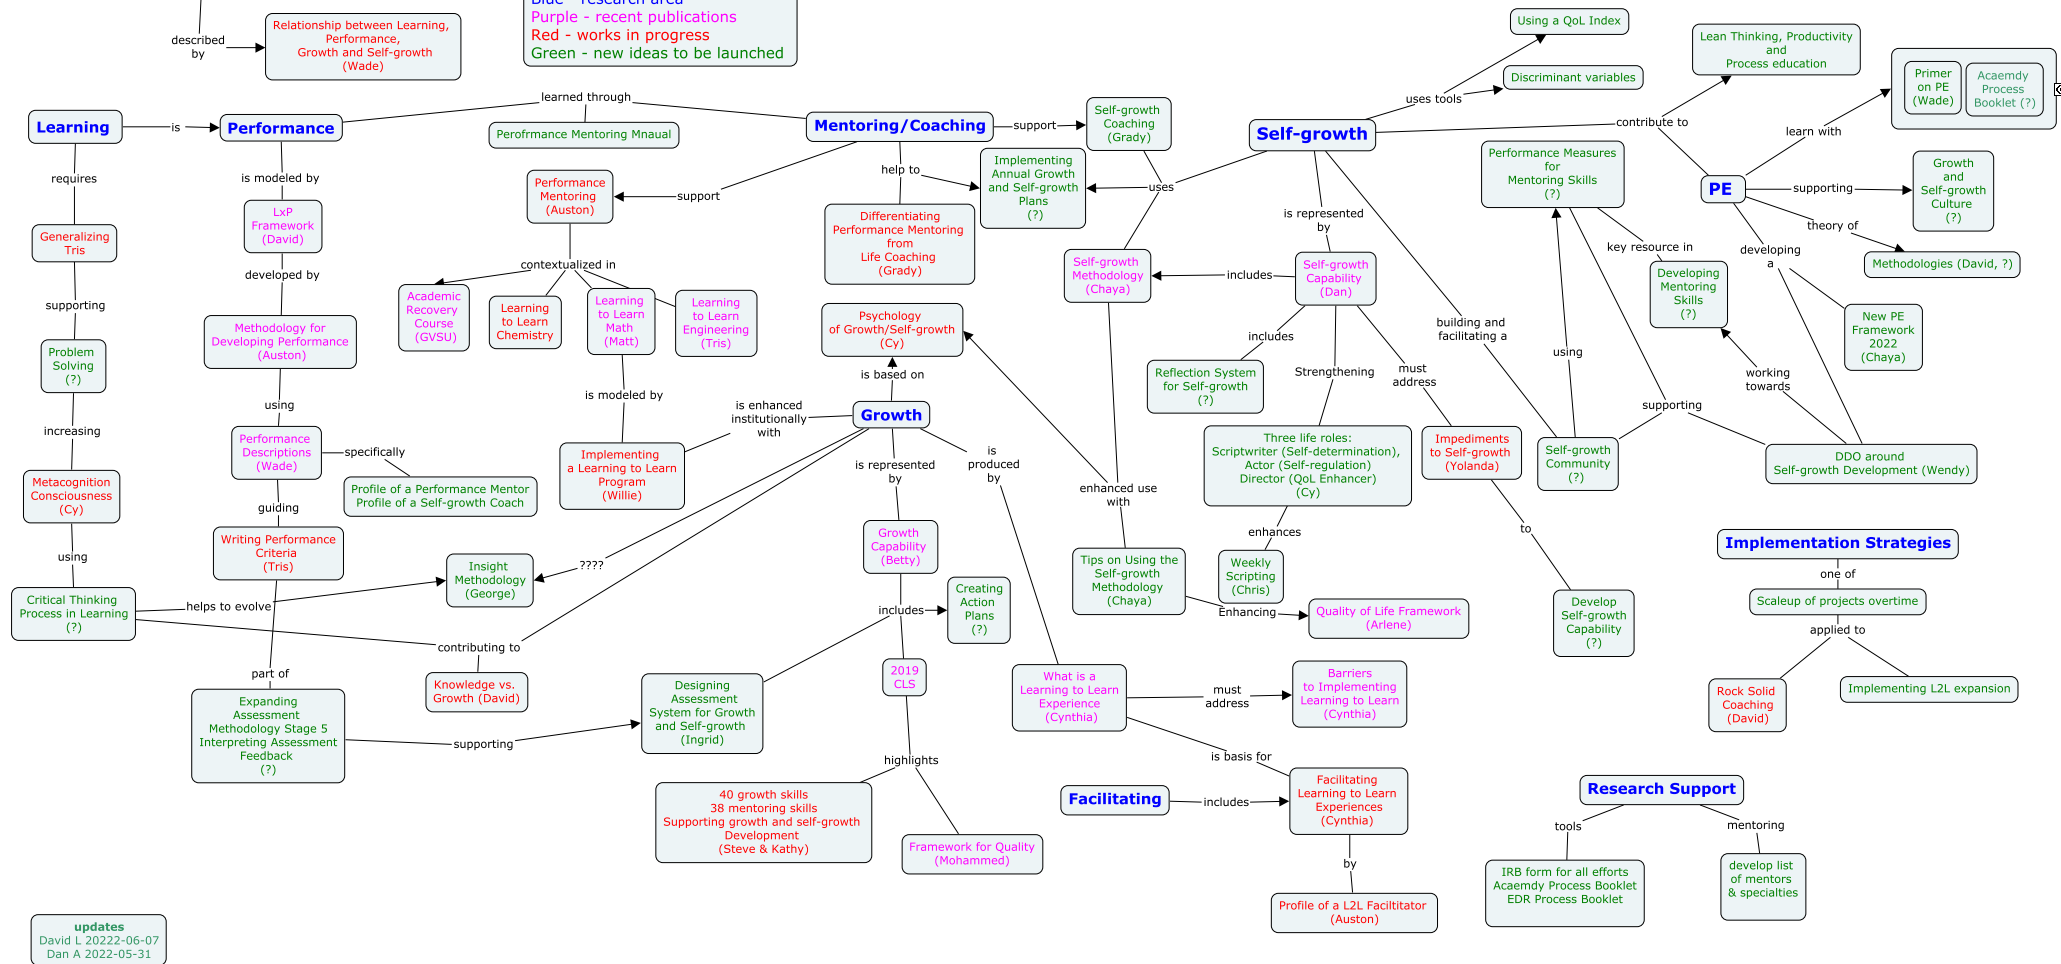 Blue - research area
Purple - recent publications
Red - works in progress
Green - new ideas to be launched
described
by
Relationship between Learning,
Performance,
Growth and Self-growth
(Wade)
Using a QoL Index
Discriminant variables
uses tools
Lean Thinking, Productivity
and
Process education
Primer
on PE
(Wade)
Acaemdy
Process
Booklet (?)
Learning
is
Performance
learned through
Perofrmance Mentoring Mnaual
Mentoring/Coaching
support
Self-growth
Coaching
(Grady)
Self-growth
contribute to
learn with
PE
supporting
Growth
and
Self-growth
Culture
(?)
theory of
Methodologies (David, ?)
developing
a
New PE
Framework
2022
(Chaya)
requires
Generalizing
Tris
supporting
Problem
Solving
(?)
increasing
Metacognition
Consciousness
(Cy)
using
Critical Thinking
Process in Learning
(?)
helps to evolve
contributing to
Knowledge vs.
Growth (David)
is modeled by
LxP
Framework
(David)
developed by
Methodology for
Developing Performance
(Auston)
using
Performance
Descriptions
(Wade)
specifically
Profile of a Performance Mentor
Profile of a Self-growth Coach
guiding
Writing Performance
Criteria
(Tris)
part of
Expanding
Assessment
Methodology Stage 5
Interpreting Assessment
Feedback
(?)
supporting
Designing
Assessment
System for Growth
and Self-growth
(Ingrid)
support
Performance
Mentoring
(Auston)
contextualized in
Academic
Recovery
Course
(GVSU)
Learning
to Learn
Chemistry
Learning
to Learn
Math
(Matt)
Learning
to Learn
Engineering
(Tris)
is modeled by
Implementing
a Learning to Learn
Program
(Willie)
is enhanced
institutionally
with
help to
Implementing
Annual Growth
and Self-growth
Plans
(?)
Differentiating
Performance Mentoring
from
Life Coaching
(Grady)
uses
Self-growth
Methodology
(Chaya)
includes
Psychology
of Growth/Self-growth
(Cy)
is based on
Growth
????
Insight
Methodology
(George)
is represented
by
Growth
Capability
(Betty)
includes
Creating
Action
Plans
(?)
2019
CLS
highlights
40 growth skills
38 mentoring skills
Supporting growth and self-growth
Development
(Steve & Kathy)
Framework for Quality
(Mohammed)
is
produced
by
What is a
Learning to Learn
Experience
(Cynthia)
must
address
Barriers
to Implementing
Learning to Learn
(Cynthia)
is basis for
Facilitating
includes
Facilitating
Learning to Learn
Experiences
(Cynthia)
by
Profile of a L2L Faciltitator
(Auston)
is represented
by
Self-growth
Capability
(Dan)
includes
Reflection System
for Self-growth
(?)
Strengthening
Three life roles:
Scriptwriter (Self-determination),
Actor (Self-regulation)
Director (QoL Enhancer)
(Cy)
enhances
Weekly
Scripting
(Chris)
must
address
Impediments
to Self-growth
(Yolanda)
to
Develop
Self-growth
Capability
(?)
enhanced use
with
Tips on Using the
Self-growth
Methodology
(Chaya)
Enhancing
Quality of Life Framework
(Arlene)
building and
facilitating a
Self-growth
Community
(?)
using
Performance Measures
for
Mentoring Skills
(?)
key resource in
Developing
Mentoring
Skills
(?)
working
towards
supporting
DDO around
Self-growth Development (Wendy)
Implementation Strategies
one of
Scaleup of projects overtime
applied to
Rock Solid
Coaching
(David)
Implementing L2L expansion
Research Support
tools
IRB form for all efforts
Acaemdy Process Booklet
EDR Process Booklet
mentoring
develop list
of mentors
& specialties
updates
David L 20222-06-07
Dan A 2022-05-31